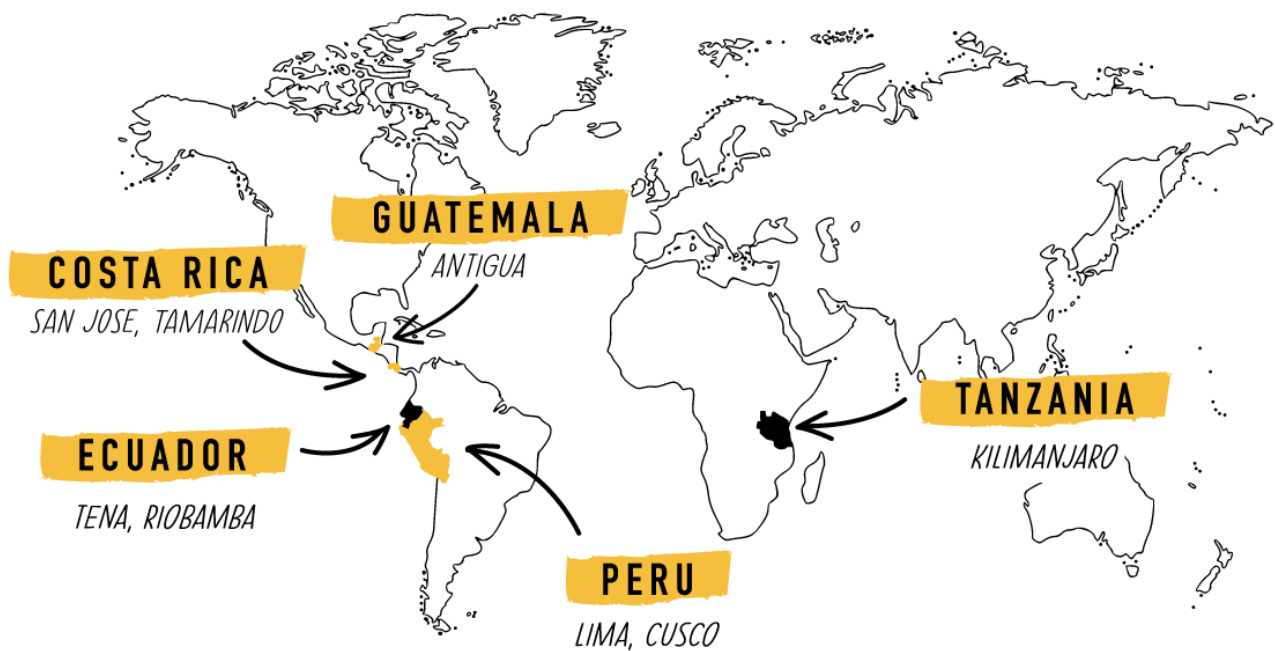 GUATEMALA
ANTIGUA
COSTA RICA
SAN JOSE, TAMARINDO
TANZANIA
KILIMANJARO
ECUADOR
TENA, RIOBAMBA
PERU
LIMA, CUSCO